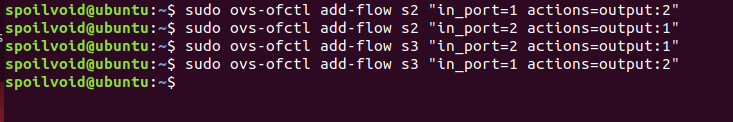 spoilvoid@ubuntu:~$ sudo ovs-ofctl add-flow s2 "in_port=1 actions=output:2"
spoilvoid@ubuntu:~$ sudo ovs-ofctl add-flow s2 "in_port=2 actions=output:1"
spoilvoid@ubuntu:~$ sudo ovs-ofctl add-flow s3 "in_port=2 actions=output:1"
spoilvoid@ubuntu:~$ sudo ovs-ofctl add-flow s3 "in_port=1 actions=output:2"
spoilvoid@ubuntu:~$